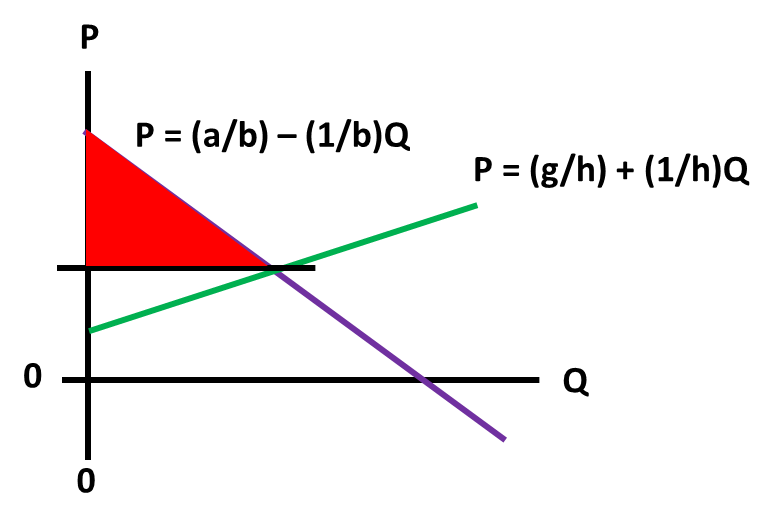 P
P = (a/b) – (1/b)Q
P = (g/h) + (1/h)Q
0
Q
0